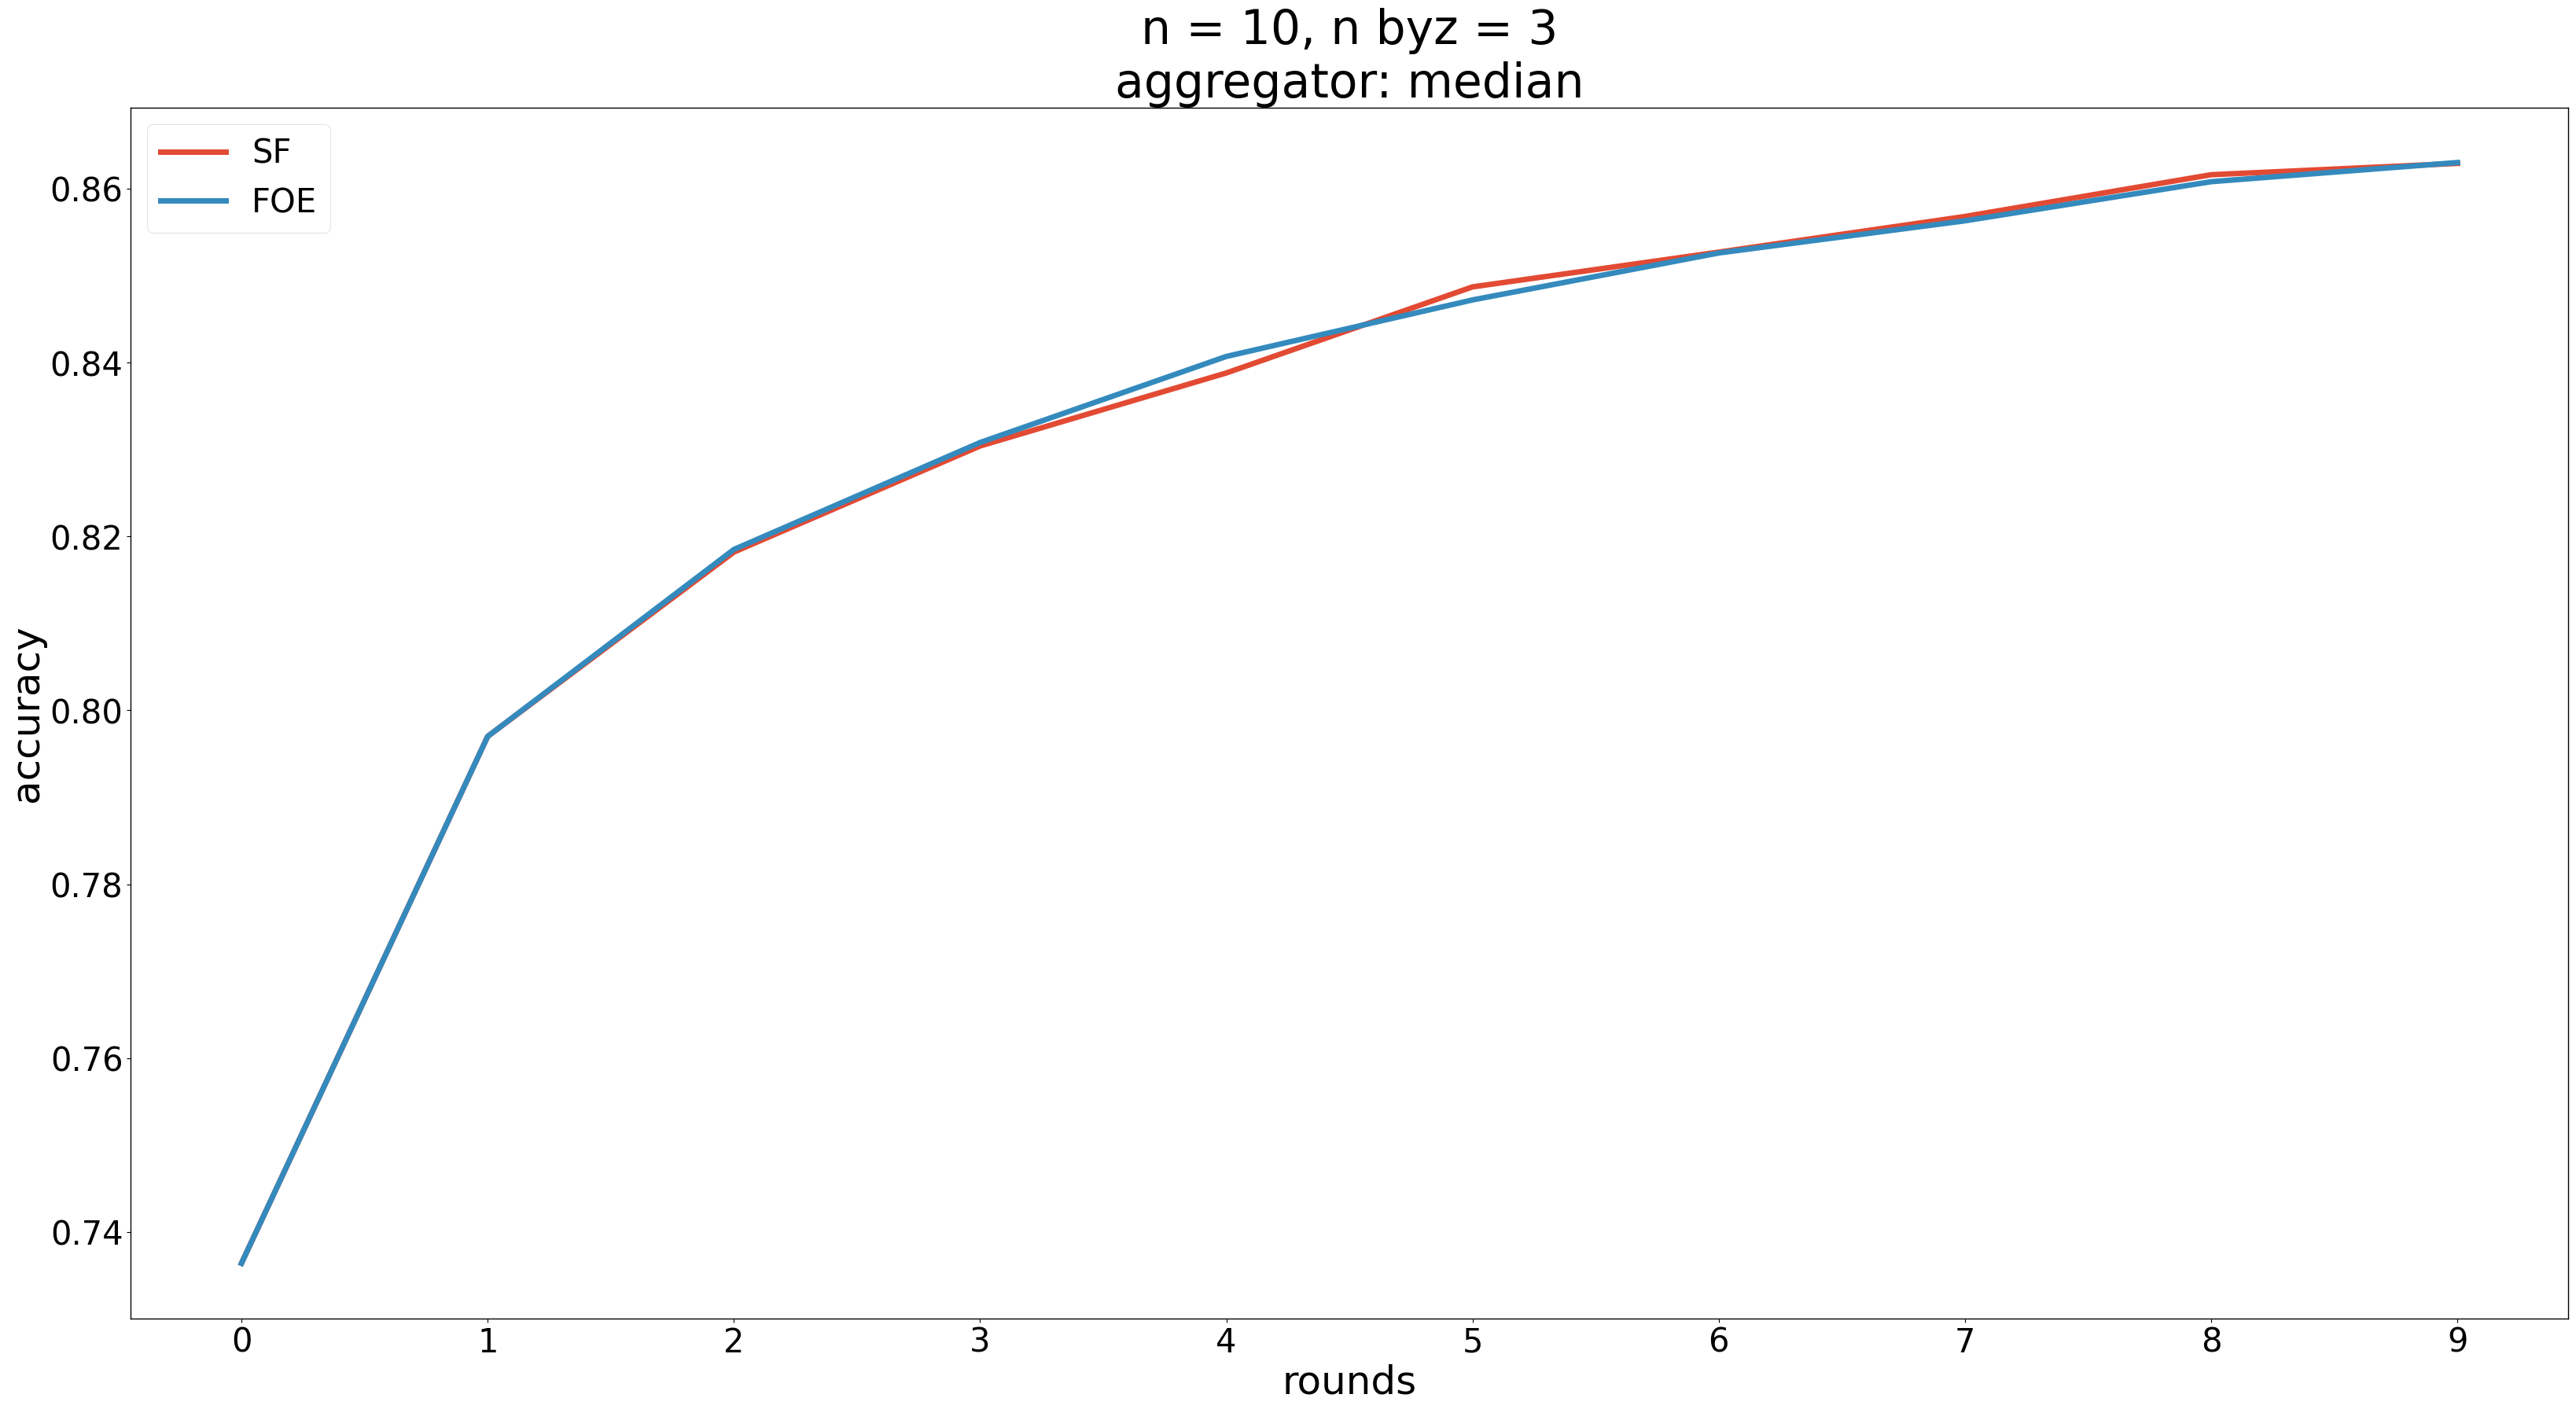 n = 10, n byz = 3
aggregator: median
SF
FOE
0.86
0.84
0.82
0.80
0.78
0.76
0.74
accuracy
0 1 2 3 4 5 6 7 8 9
rounds